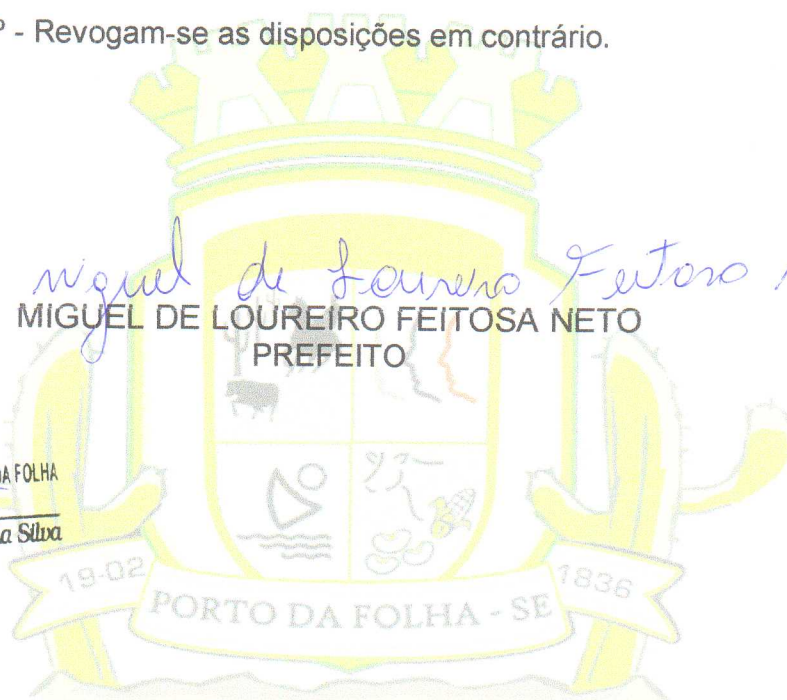 º - Revogam-se as disposições em contrário.
Miguel de Loureiro Feitosa
MIGUEL DE LOUREIRO FEITOSA NETO
PREFEITO
DA FOLHA
a Silva
19-02
1836
PORTO DA FOLHA - SE